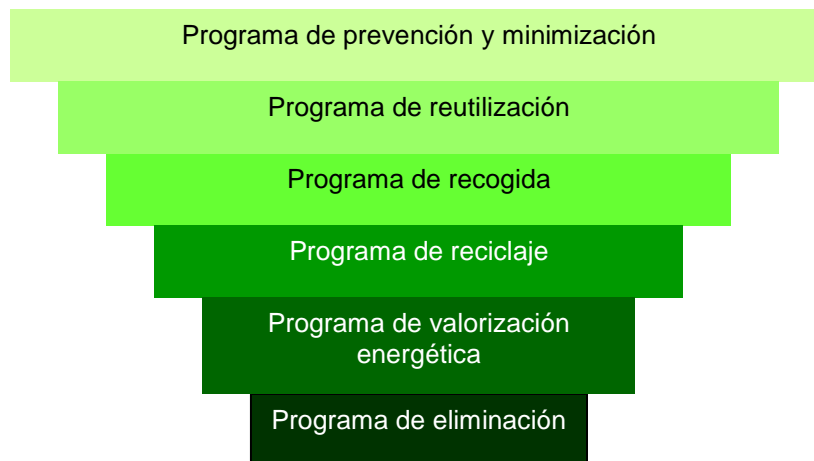 Programa de prevención y minimización
Programa de reutilización
Programa de recogida
Programa de reciclaje
Programa de valorización
energética
Programa de eliminación